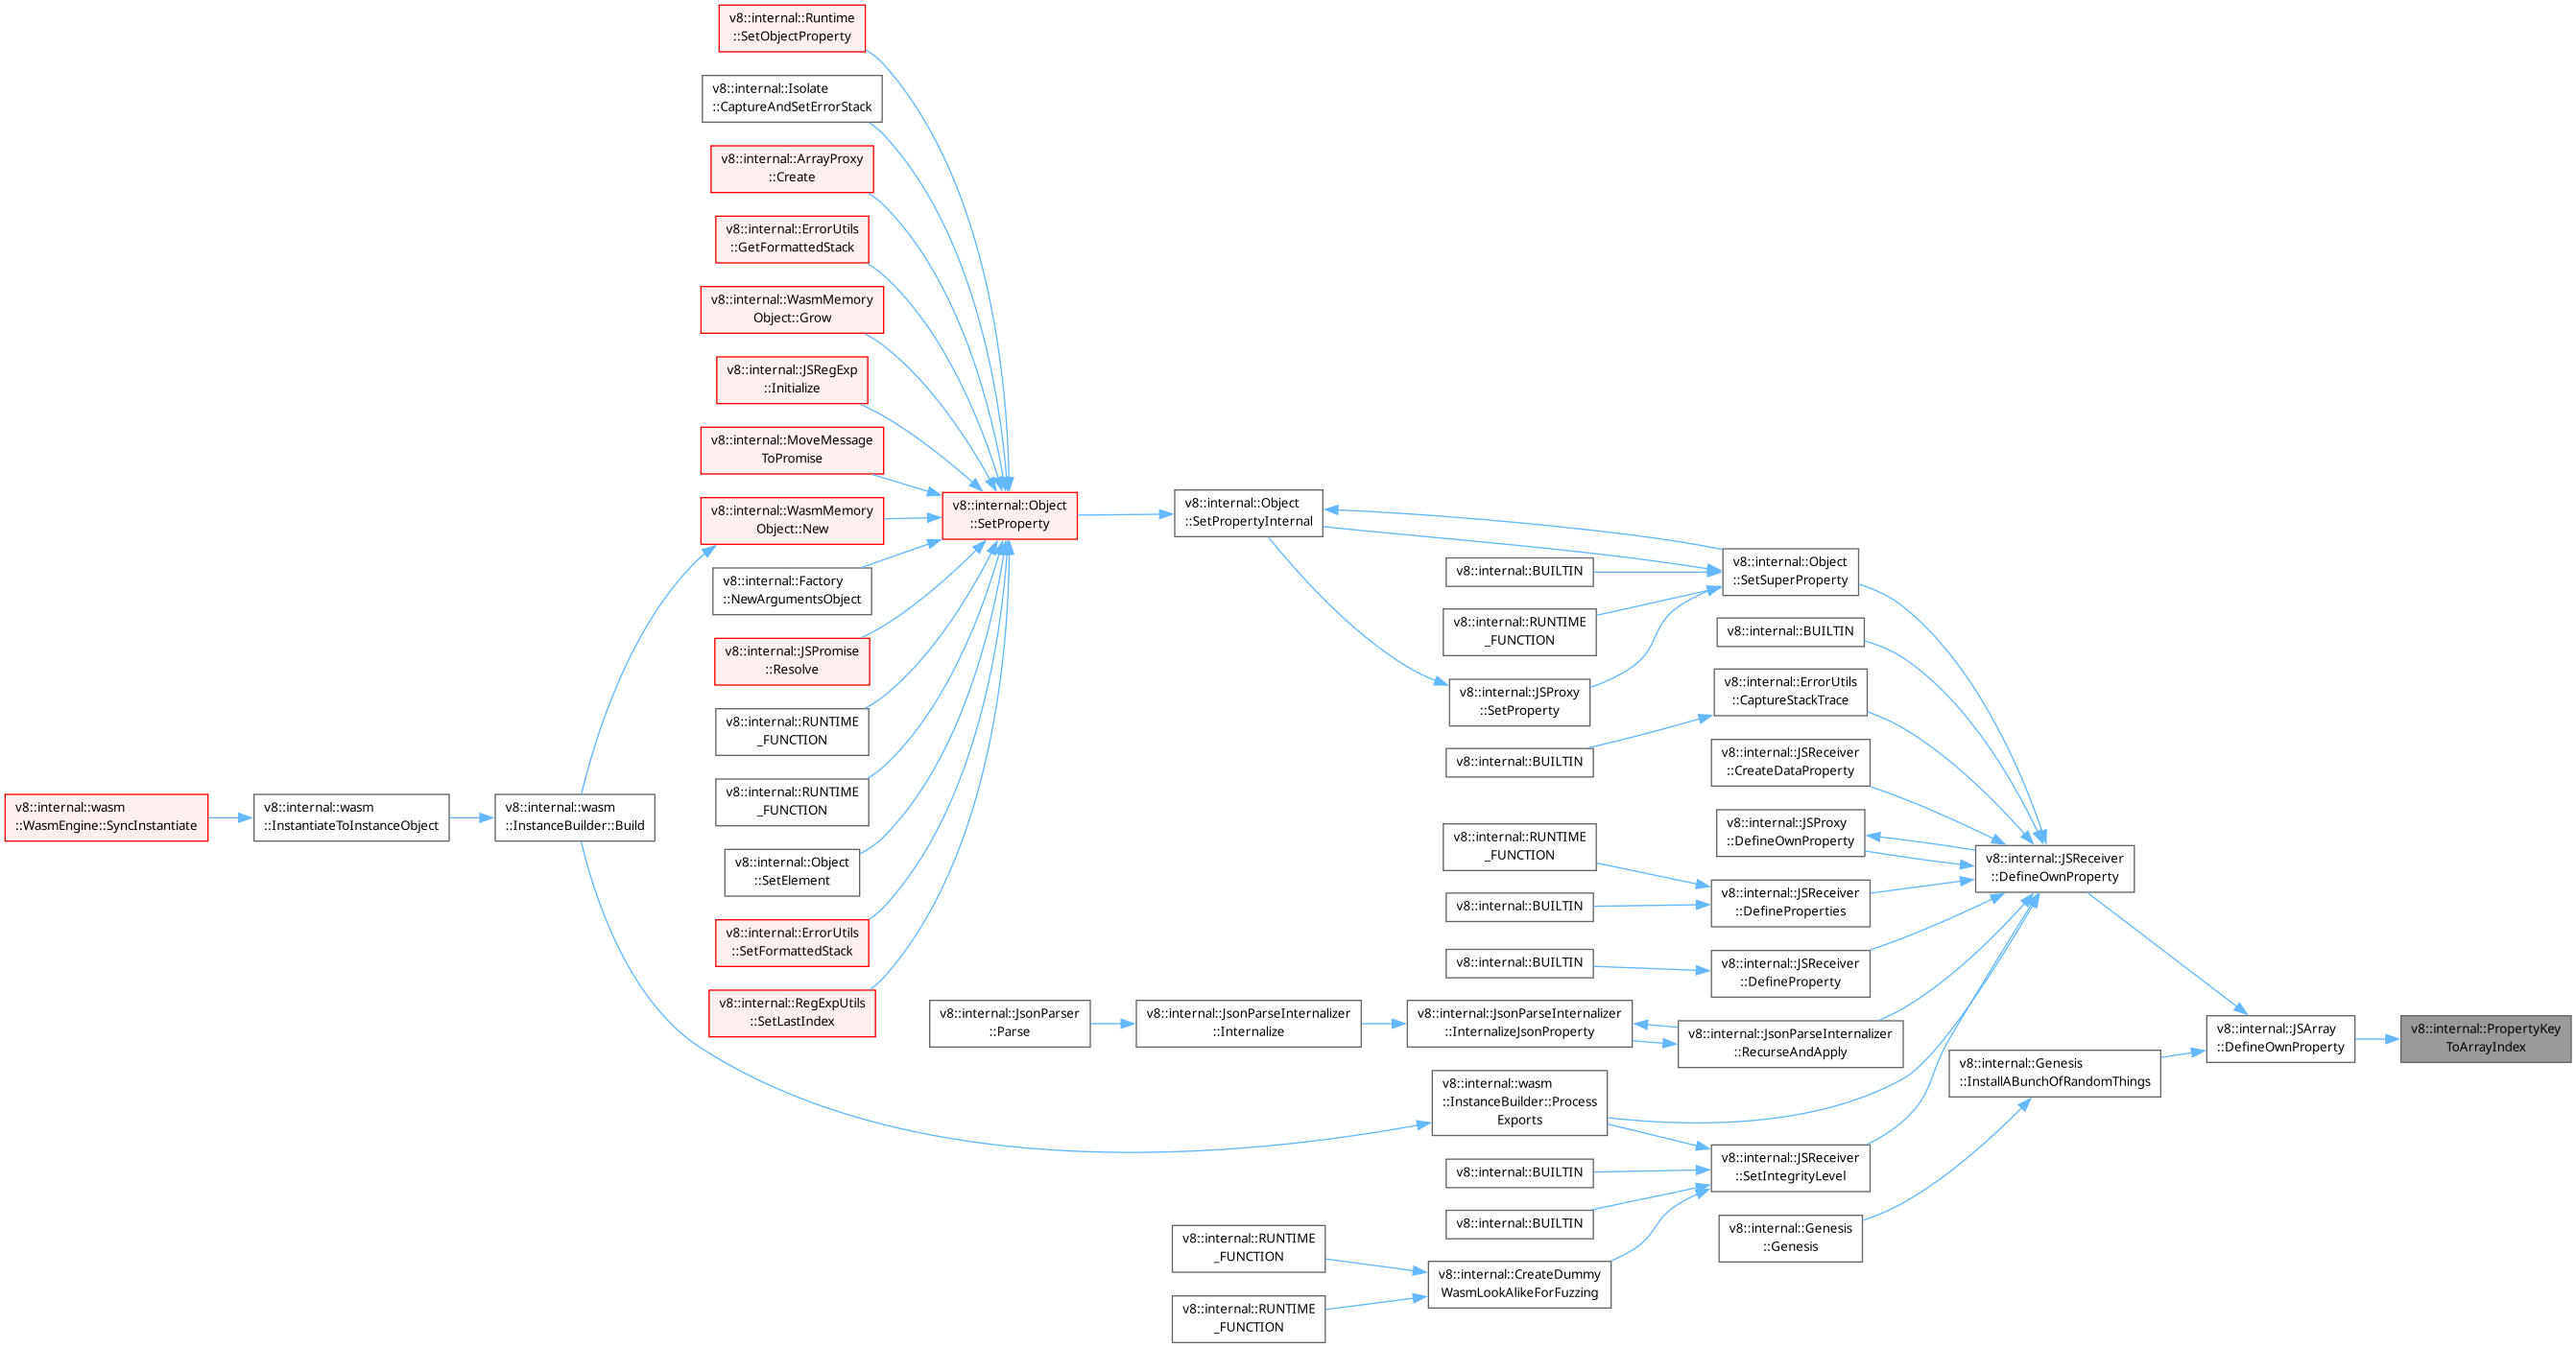 v8::internal::Runtime
::SetObjectProperty
v8::internal::Isolate
::CaptureAndSetErrorStack
v8::internal::ArrayProxy
::Create
v8::internal::ErrorUtils
::GetFormattedStack
v8::internal::WasmMemory
Object::Grow
v8::internal::JSRegExp
::Initialize
v8::internal::MoveMessage
ToPromise
v8::internal::WasmMemory
Object::New
v8::internal::Factory
::NewArgumentsObject
v8::internal::JSPromise
::Resolve
v8::internal::RUNTIME
_FUNCTION
v8::internal::RUNTIME
_FUNCTION
v8::internal::Object
::SetElement
v8::internal::ErrorUtils
::SetFormattedStack
v8::internal::RegExpUtils
::SetLastIndex
v8::internal::wasm
::WasmEngine::SyncInstantiate
v8::internal::wasm
::InstantiateToInstanceObject
v8::internal::wasm
::InstanceBuilder::Build
v8::internal::Object
::SetProperty
v8::internal::Object
::SetPropertyInternal
v8::internal::BUILTIN
v8::internal::RUNTIME
_FUNCTION
v8::internal::JSProxy
::SetProperty
v8::internal::BUILTIN
v8::internal::RUNTIME
_FUNCTION
v8::internal::BUILTIN
v8::internal::BUILTIN
v8::internal::JsonParser
::Parse
v8::internal::JsonParseInternalizer
::Internalize
v8::internal::JsonParseInternalizer
::InternalizeJsonProperty
v8::internal::wasm
::InstanceBuilder::Process
Exports
v8::internal::BUILTIN
v8::internal::BUILTIN
v8::internal::RUNTIME
_FUNCTION
v8::internal::RUNTIME
_FUNCTION
v8::internal::CreateDummy
WasmLookAlikeForFuzzing
v8::internal::Object
::SetSuperProperty
v8::internal::BUILTIN
v8::internal::ErrorUtils
::CaptureStackTrace
v8::internal::JSReceiver
::CreateDataProperty
v8::internal::JSProxy
::DefineOwnProperty
v8::internal::JSReceiver
::DefineProperties
v8::internal::JSReceiver
::DefineProperty
v8::internal::JsonParseInternalizer
::RecurseAndApply
v8::internal::JSReceiver
::SetIntegrityLevel
v8::internal::Genesis
::Genesis
v8::internal::JSReceiver
::DefineOwnProperty
v8::internal::Genesis
::InstallABunchOfRandomThings
v8::internal::JSArray
::DefineOwnProperty
v8::internal::PropertyKey
ToArrayIndex